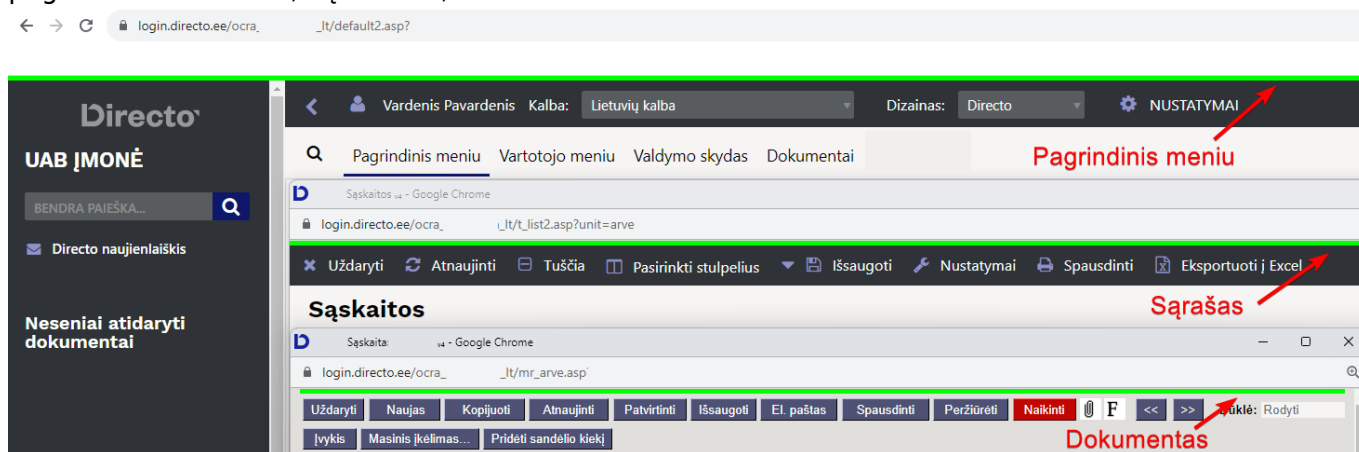 login.directo.ee/ocra_ _lt/default2.asp?
Directo
UAB ĮMONĖ
BENDRA PAIEŠKA...
Directo naujienlaiškis
Neseniai atidaryti
dokumentai
Vardenis Pavardenis Kalba: Lietuvių kalba Dizainas: Directo NUSTATYMAI
Pagrindinis meniu Vartotojo meniu Valdymo skydas Dokumentai
Pagrindinis meniu
Sąskaitos v4 - Google Chrome
login.directo.ee/ocra_ _lt/t_list2.asp?unit=arve
Uždaryti Atnaujinti Tuščia Pasirinkti stulpelius Išsaugoti Nustatymai Spausdinti Eksportuoti į Excel
Sąskaitos
Sąrašas
Sąskaita: v4 - Google Chrome
login.directo.ee/ocra_ _lt/mr_arve.asp
Uždaryti Naujas Kopijuoti Atnaujinti Patvirtinti Išsaugoti El. paštas Spausdinti Peržiūrėti Naikinti F << >> Rodyti
Įvykis Masinis įkėlimas... Pridėti sandėlio kiekį
Dokumentas